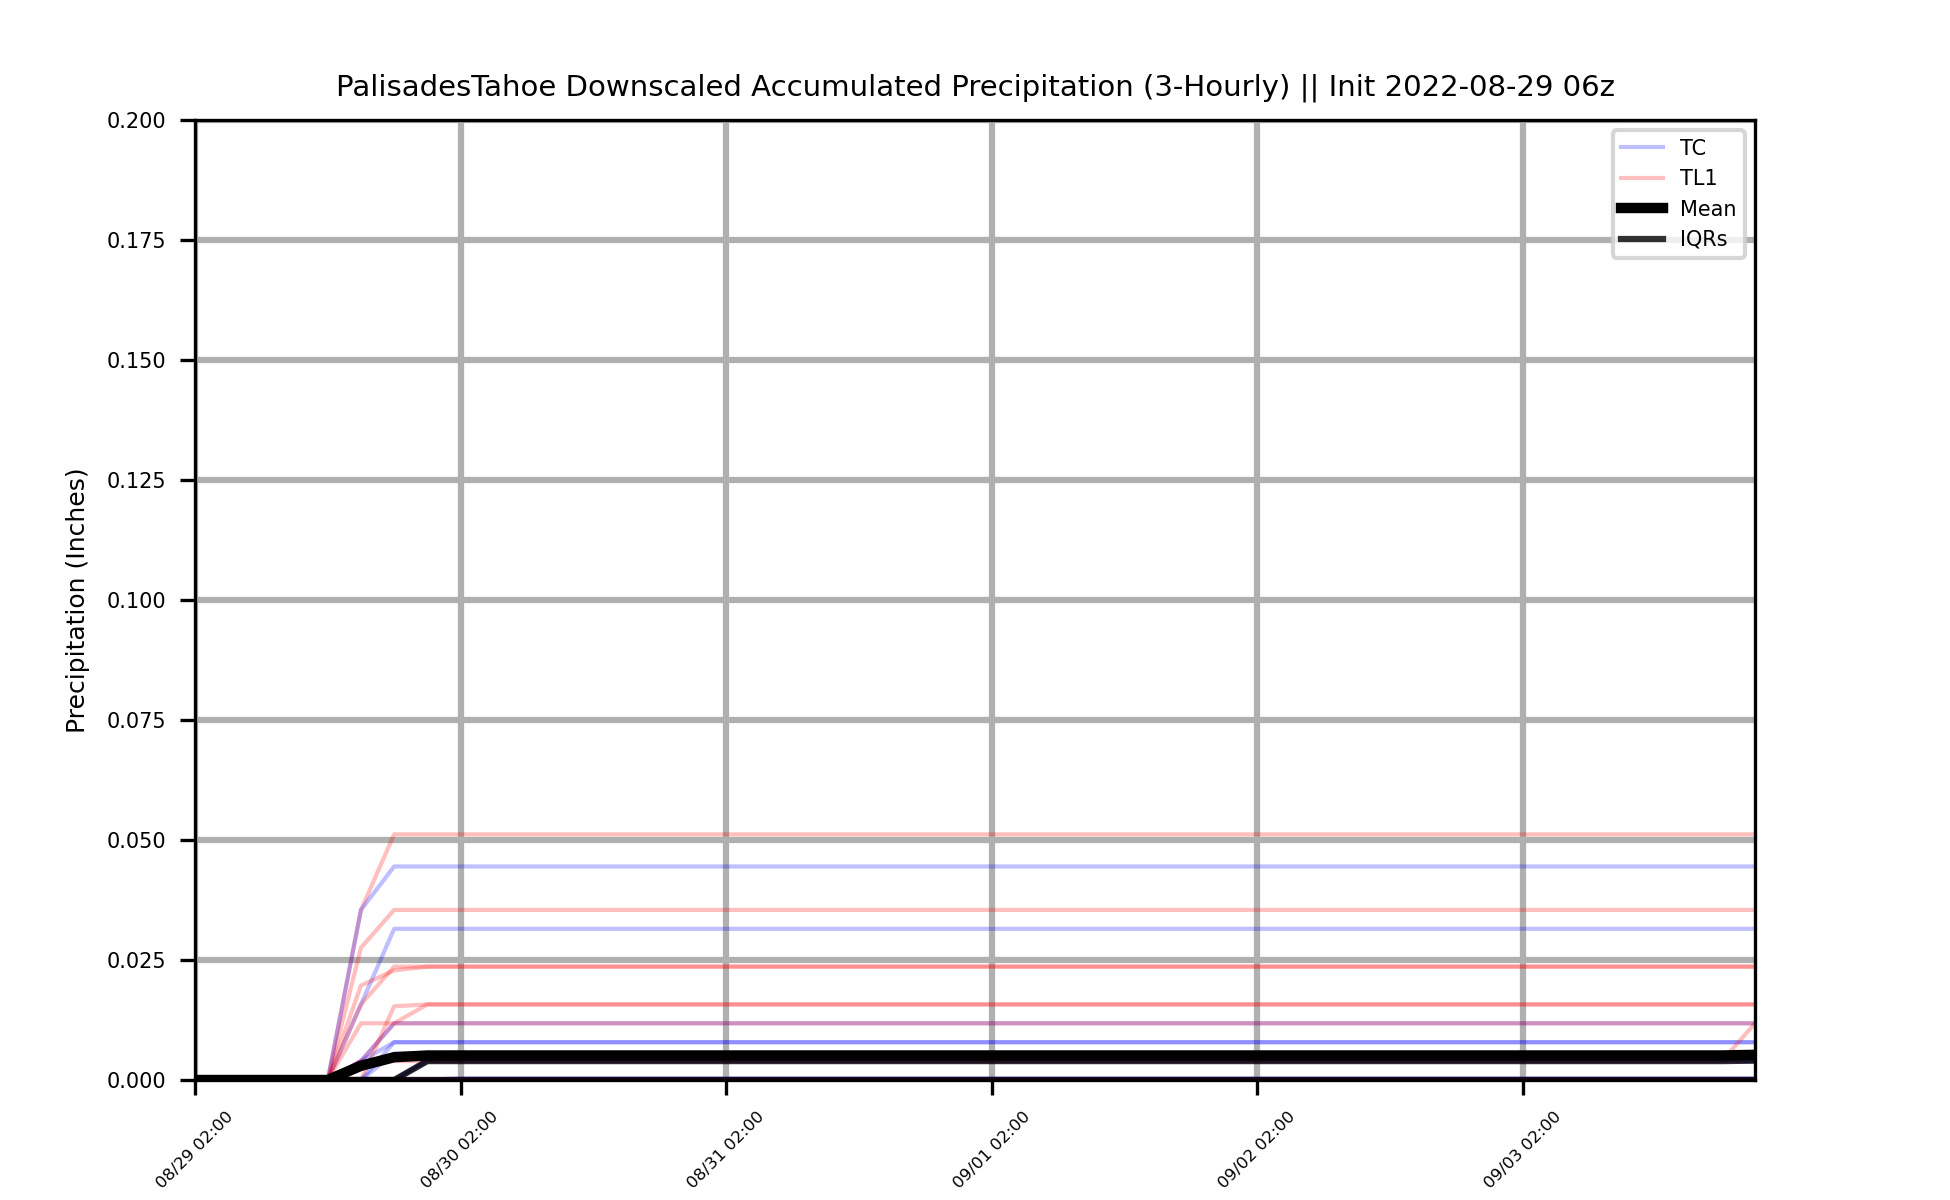 PalisadesTahoe Downscaled Accumulated Precipitation (3-Hourly) || Init 2022-08-29 06z
TC
TL1
Mean
IQRs
Precipitation (Inches)
0.200
0.175
0.150
0.125
0.100
0.075
0.050
0.025
0.000
08/29 02:00
08/30 02:00
08/31 02:00
09/01 02:00
09/02 02:00
09/03 02:00